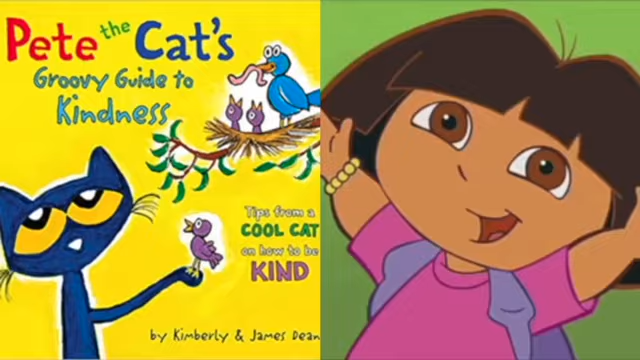 Pete the Cat's
Groovy Guide to
Kindness
Tips from a
COOL CAT
on how to be
KIND
by Kimberly & James Dean